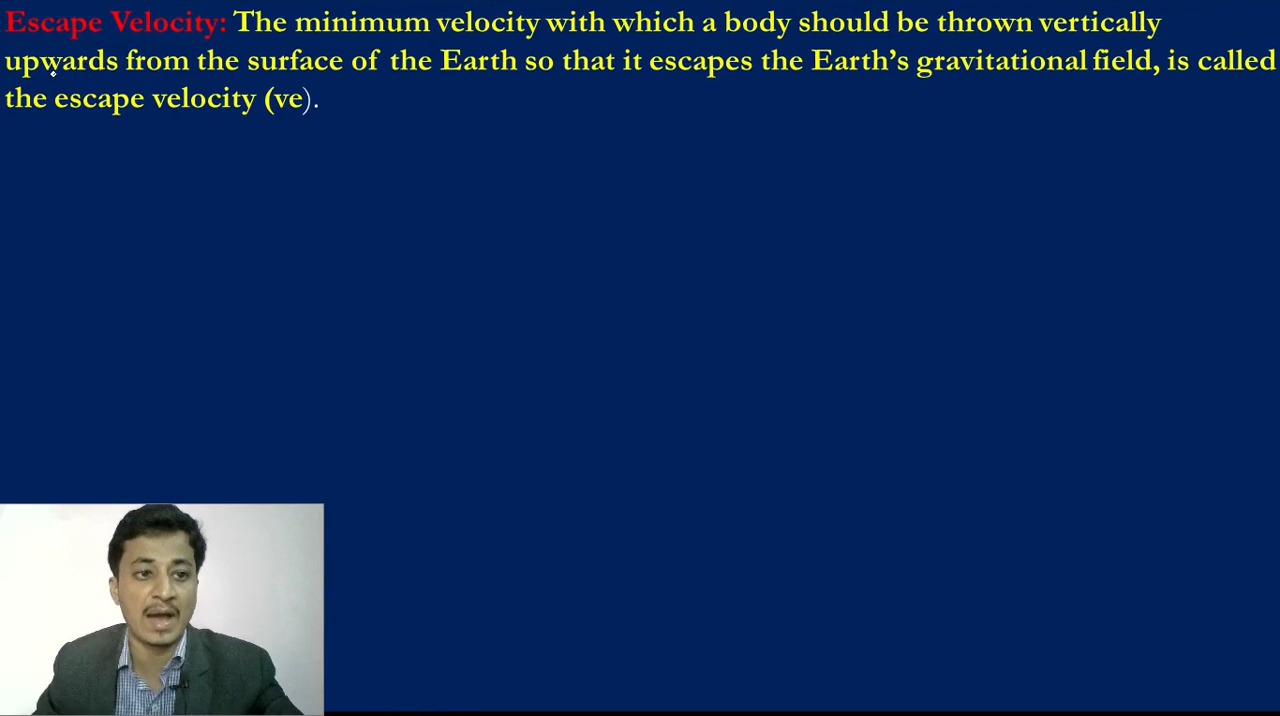 Escape Velocity: The minimum velocity with which a body should be thrown vertically
upwards from the surface of the Earth so that it escapes the Earth's gravitational field, is called
the escape velocity (ve).